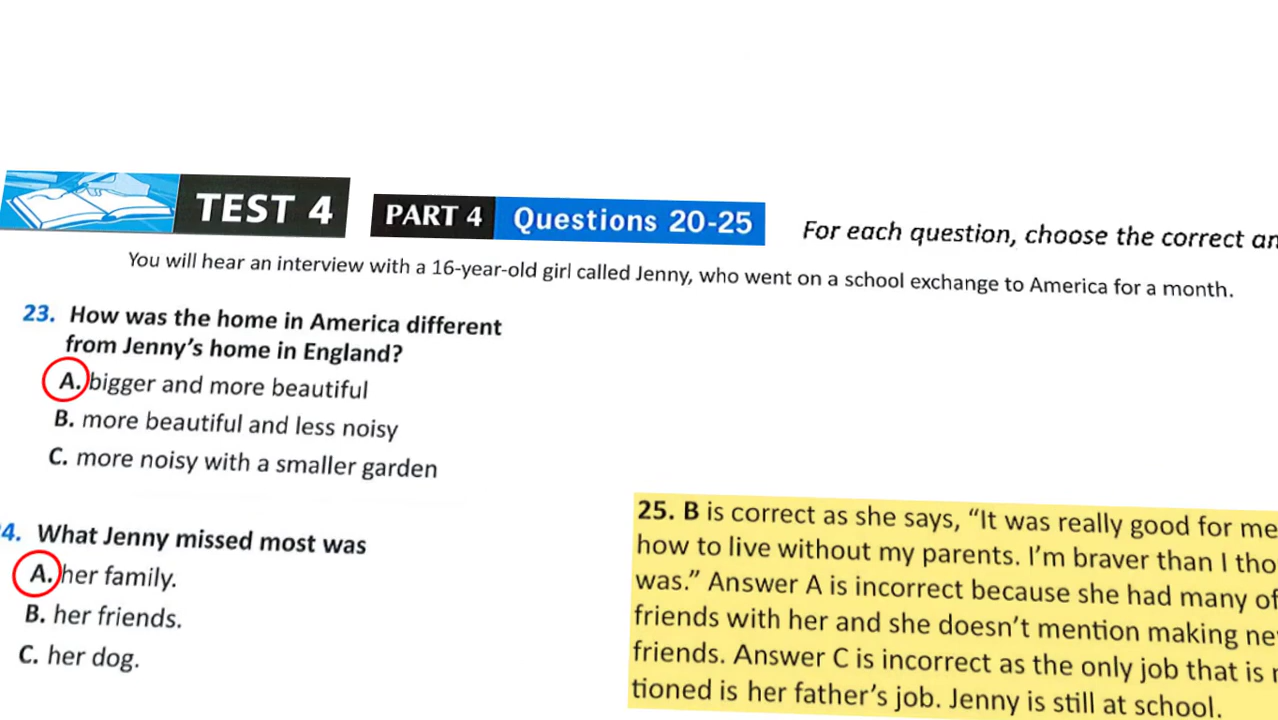 TEST 4 PART 4 Questions 20-25 For each question, choose the correct
You will hear an interview with a 16-year-old girl called Jenny, who went on a school exchange to America for a month.
23. How was the home in America different
from Jenny's home in England?
A. bigger and more beautiful
B. more beautiful and less noisy
C. more noisy with a smaller garden
4. What Jenny missed most was
A. her family.
B. her friends.
C. her dog.
25. B is correct as she says, "It was really good for me
how to live without my parents. I'm braver than I
was." Answer A is incorrect because she had many of
friends with her and she doesn't mention making
friends. Answer C is incorrect as the only job that is
tioned is her father's job. Jenny is still at school.